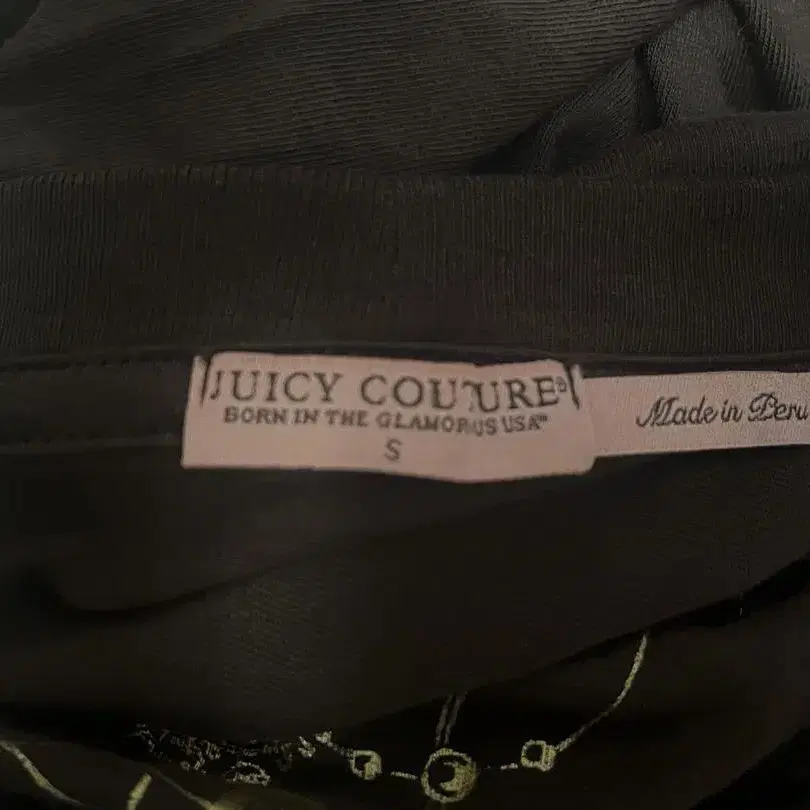 JUICY COUTURE®
BORN IN THE GLAMOROUS USA™
S
Made in Peru